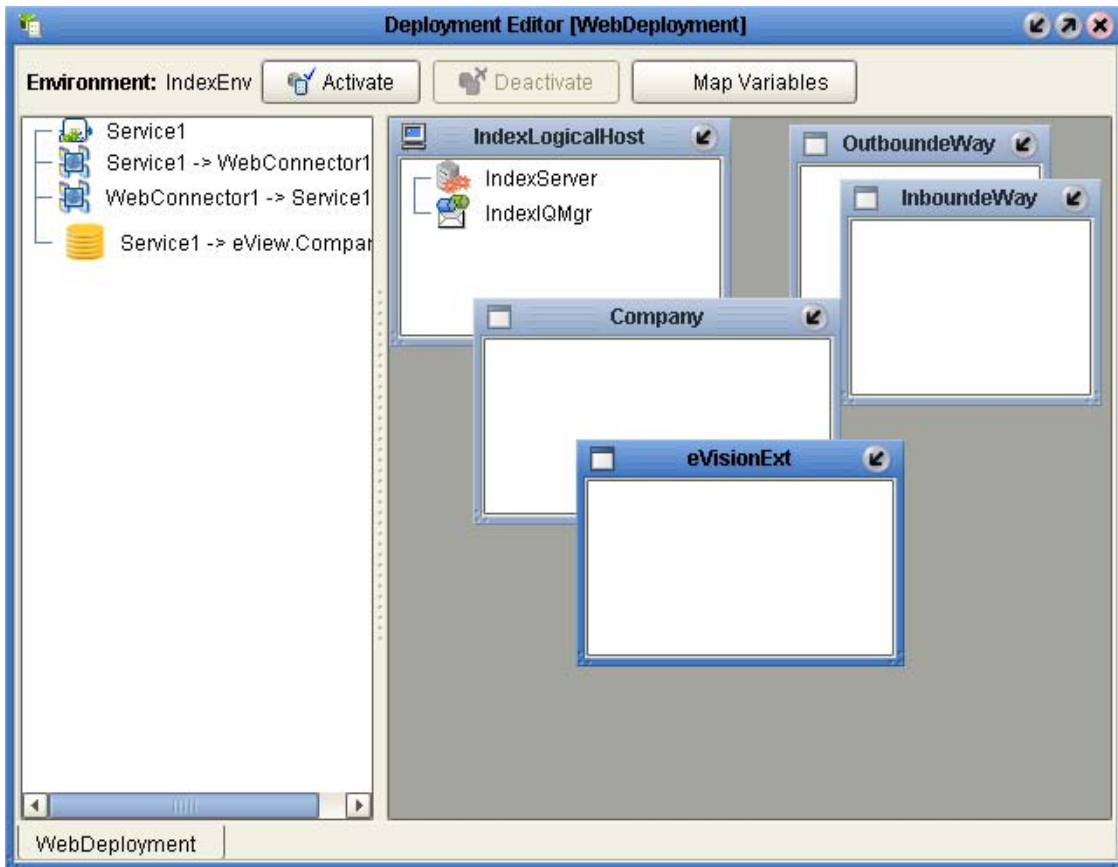 Deployment Editor [WebDeployment]
Environment: IndexEnv Activate Deactivate Map Variables
Service1
Service1 -> WebConnector1
WebConnector1 -> Service1
Service1 -> eView.Compar
IndexLogicalHost
IndexServer
IndexIQMgr
OutboundeWay
InboundeWay
Company
eVisionExt
WebDeployment